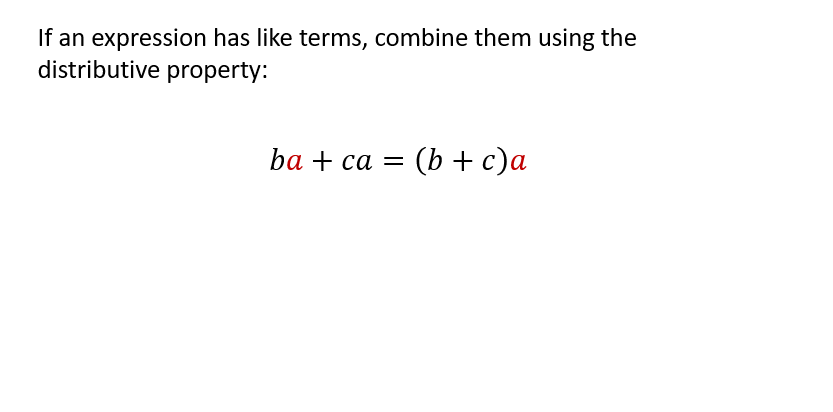 If an expression has like terms, combine them using the
distributive property:
ba + ca = (b + c)a